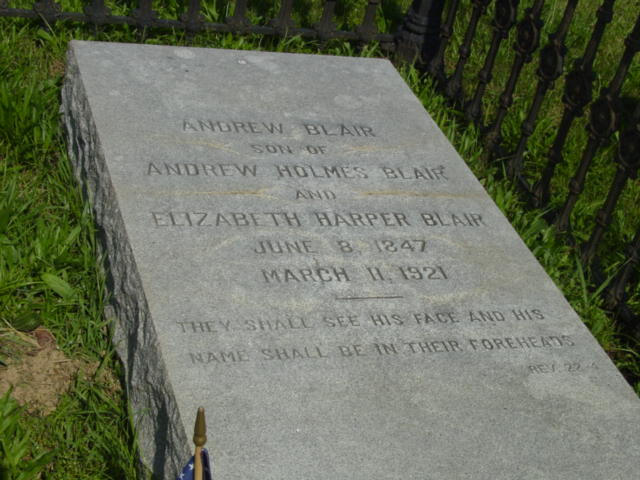 ANDREW BLAIR
SON OF
ANDREW HOLMES BLAIR
AND
ELIZABETH HARPER BLAIR
JUNE 8, 1847
MARCH 11, 1921
THEY SHALL SEE HIS FACE AND HIS
NAME SHALL BE IN THEIR FOREHEADS
REV. 22-4